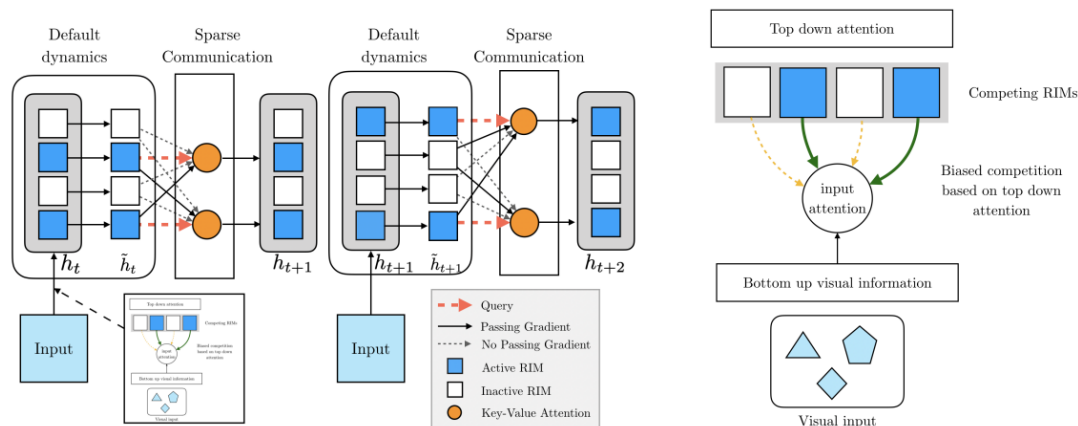 Default
dynamics
Sparse
Communication
h_t
h̃_t
h_{t+1}
Input
Top down attention
Competing RIMs
input
attention
Biased competition
based on top down
attention
Bottom up visual information
Visual input
Default
dynamics
Sparse
Communication
h_{t+1}
h̃_{t+1}
h_{t+2}
Input
Query
Passing Gradient
No Passing Gradient
Active RIM
Inactive RIM
Key-Value Attention
Top down attention
Competing RIMs
input
attention
Biased competition
based on top down
attention
Bottom up visual information
Visual input